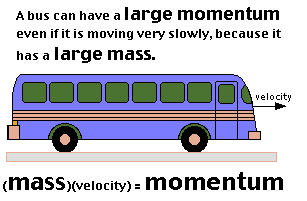 A bus can have a large momentum
even if it is moving very slowly, because it
has a large mass.
velocity
(mass)(velocity) = momentum